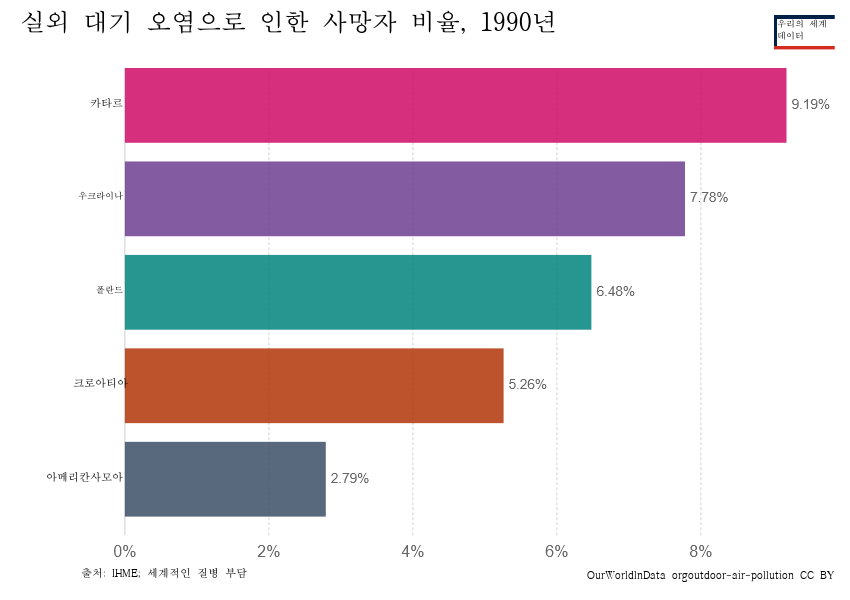 실외 대기 오염으로 인한 사망자 비율, 1990년
우리의 세계
데이터
카타르
9.19%
우크라이나
7.78%
폴란드
6.48%
크로아티아
5.26%
아메리칸사모아
2.79%
0%
2%
4%
6%
8%
출처: IHME; 세계적인 질병 부담
OurWorldInData orgoutdoor-air-pollution CC BY